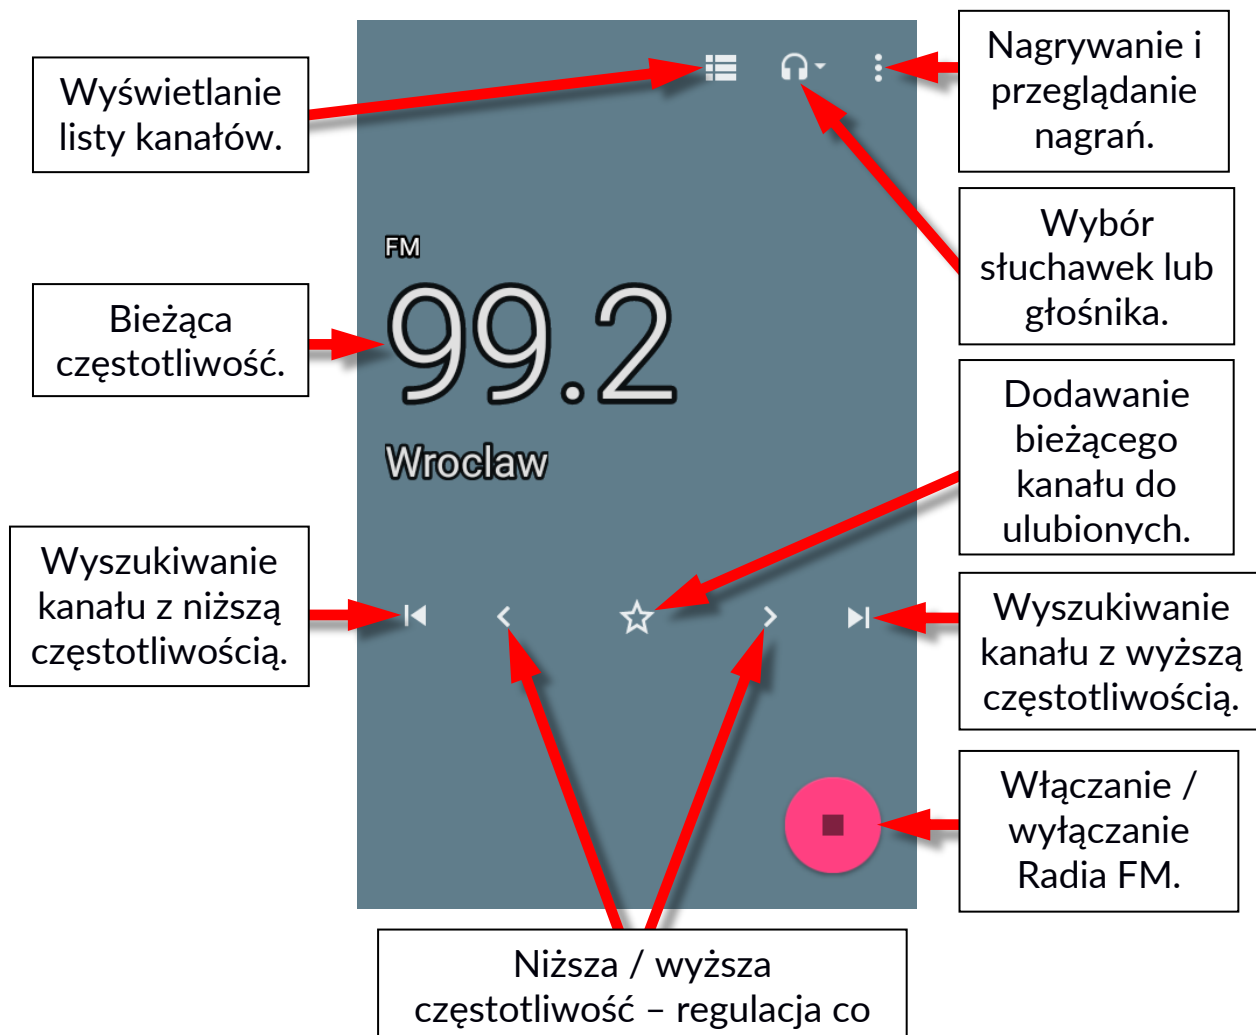 Wyświetlanie
listy kanałów.
Nagrywanie i
przeglądanie
nagrań.
Wybór
słuchawek lub
głośnika.
FM
99.2
Wroclaw
Bieżąca
częstotliwość.
Dodawanie
bieżącego
kanału do
ulubionych.
Wyszukiwanie
kanału z niższą
częstotliwością.
Wyszukiwanie
kanału z wyższą
częstotliwością.
Włączanie /
wyłączanie
Radia FM.
Niższa / wyższa
częstotliwość – regulacja co